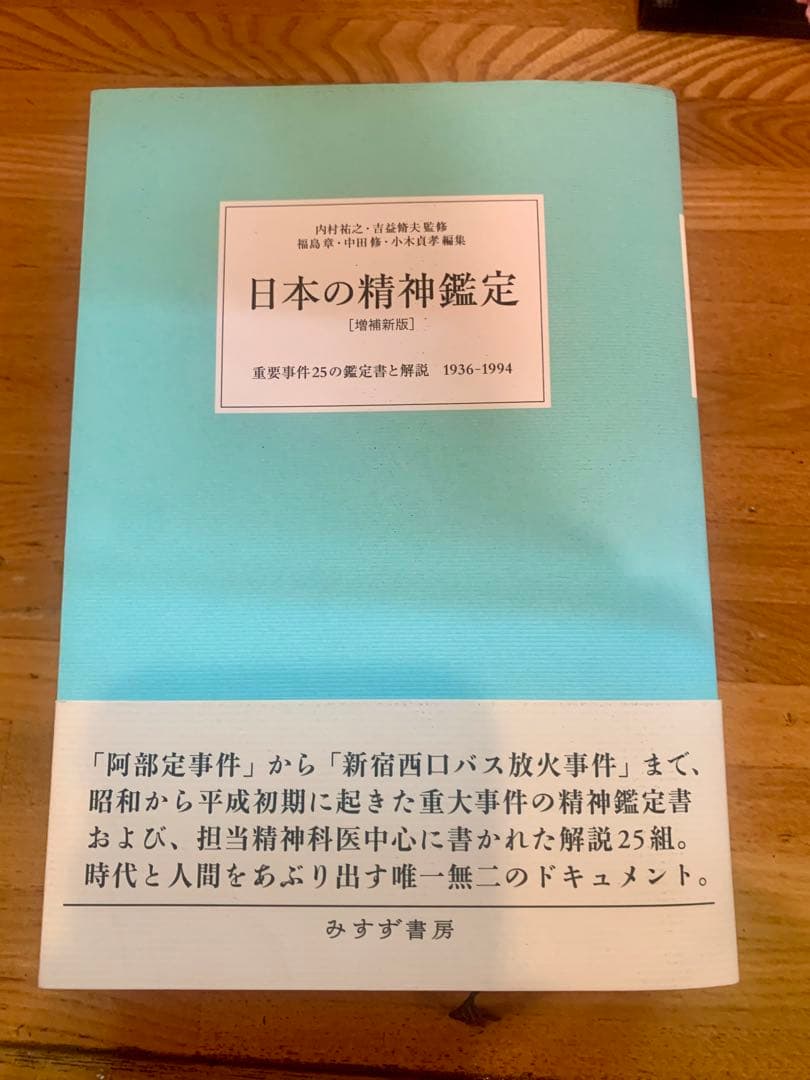 内村祐之・吉益脩夫 監修
福島 章・中田 修・小木貞孝 編集
日本の精神鑑定
［増補新版］
重要事件25の鑑定書と解説 1936-1994
「阿部定事件」から「新宿西口バス放火事件」まで、
昭和から平成初期に起きた重大事件の精神鑑定書
および、担当精神科医中心に書かれた解説25組。
時代と人間をあぶり出す唯一無二のドキュメント。
みすず書房